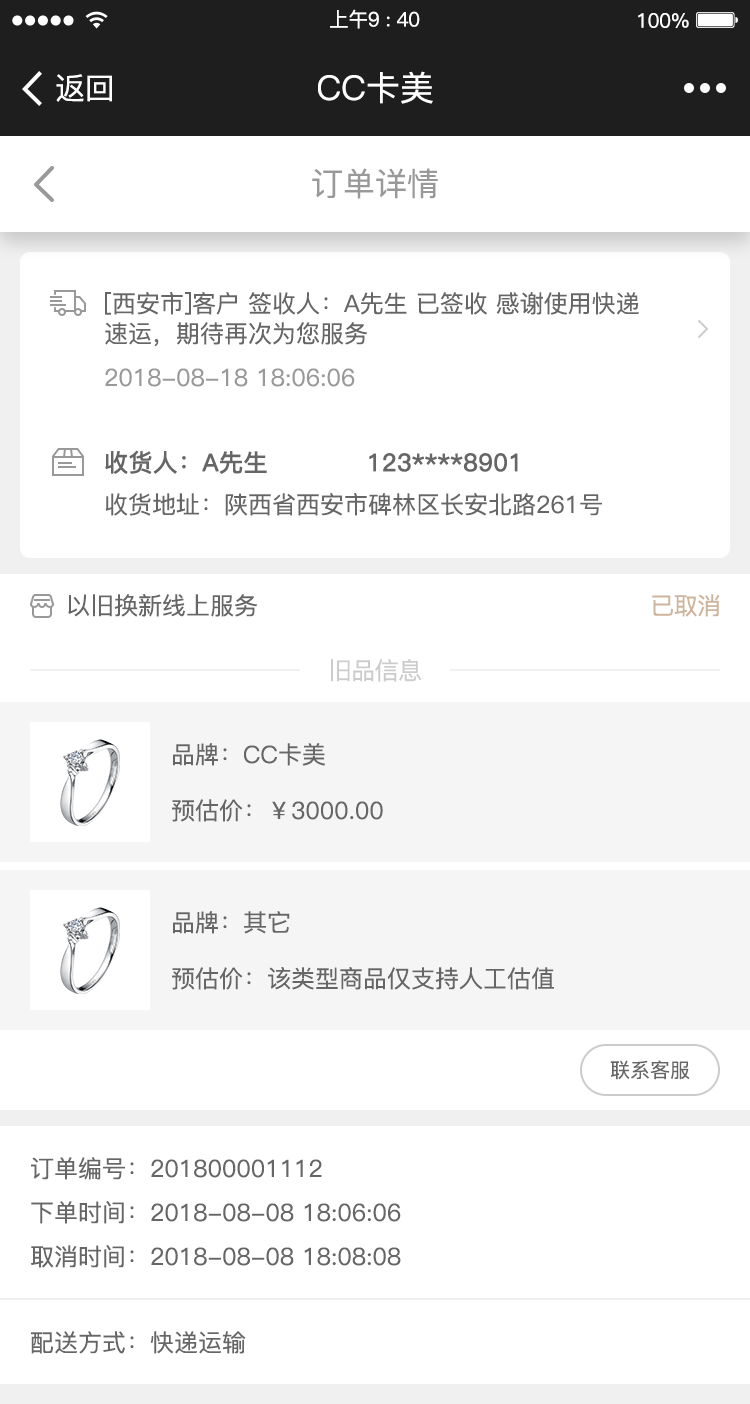 上午9 : 40
100%
返回
CC卡美
订单详情
[西安市]客户 签收人：A先生 已签收 感谢使用快递
速运，期待再次为您服务
2018-08-18 18:06:06
收货人：A先生 123****8901
收货地址：陕西省西安市碑林区长安北路261号
以旧换新线上服务 已取消
旧品信息
品牌：CC卡美
预估价：￥3000.00
品牌：其它
预估价：该类型商品仅支持人工估值
联系客服
订单编号：201800001112
下单时间：2018-08-08 18:06:06
取消时间：2018-08-08 18:08:08
配送方式：快递运输